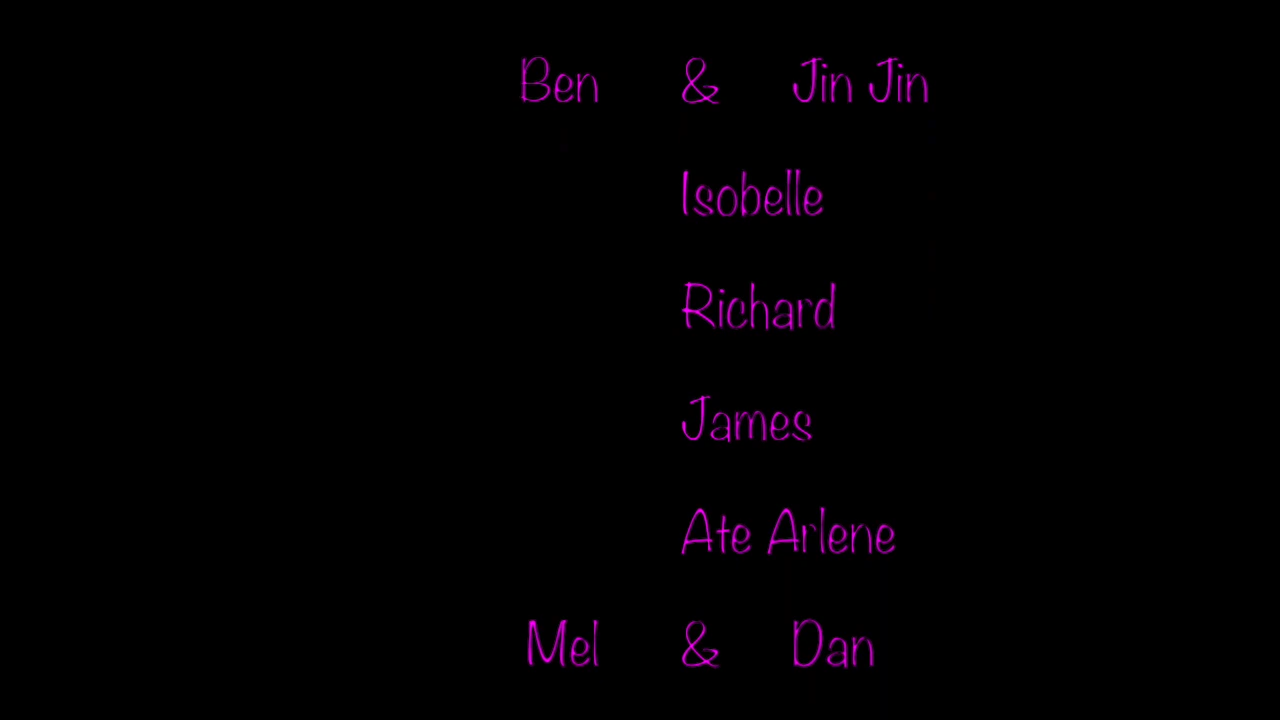 Ben & Jin Jin
Isobelle
Richard
James
Ate Arlene
Mel & Dan